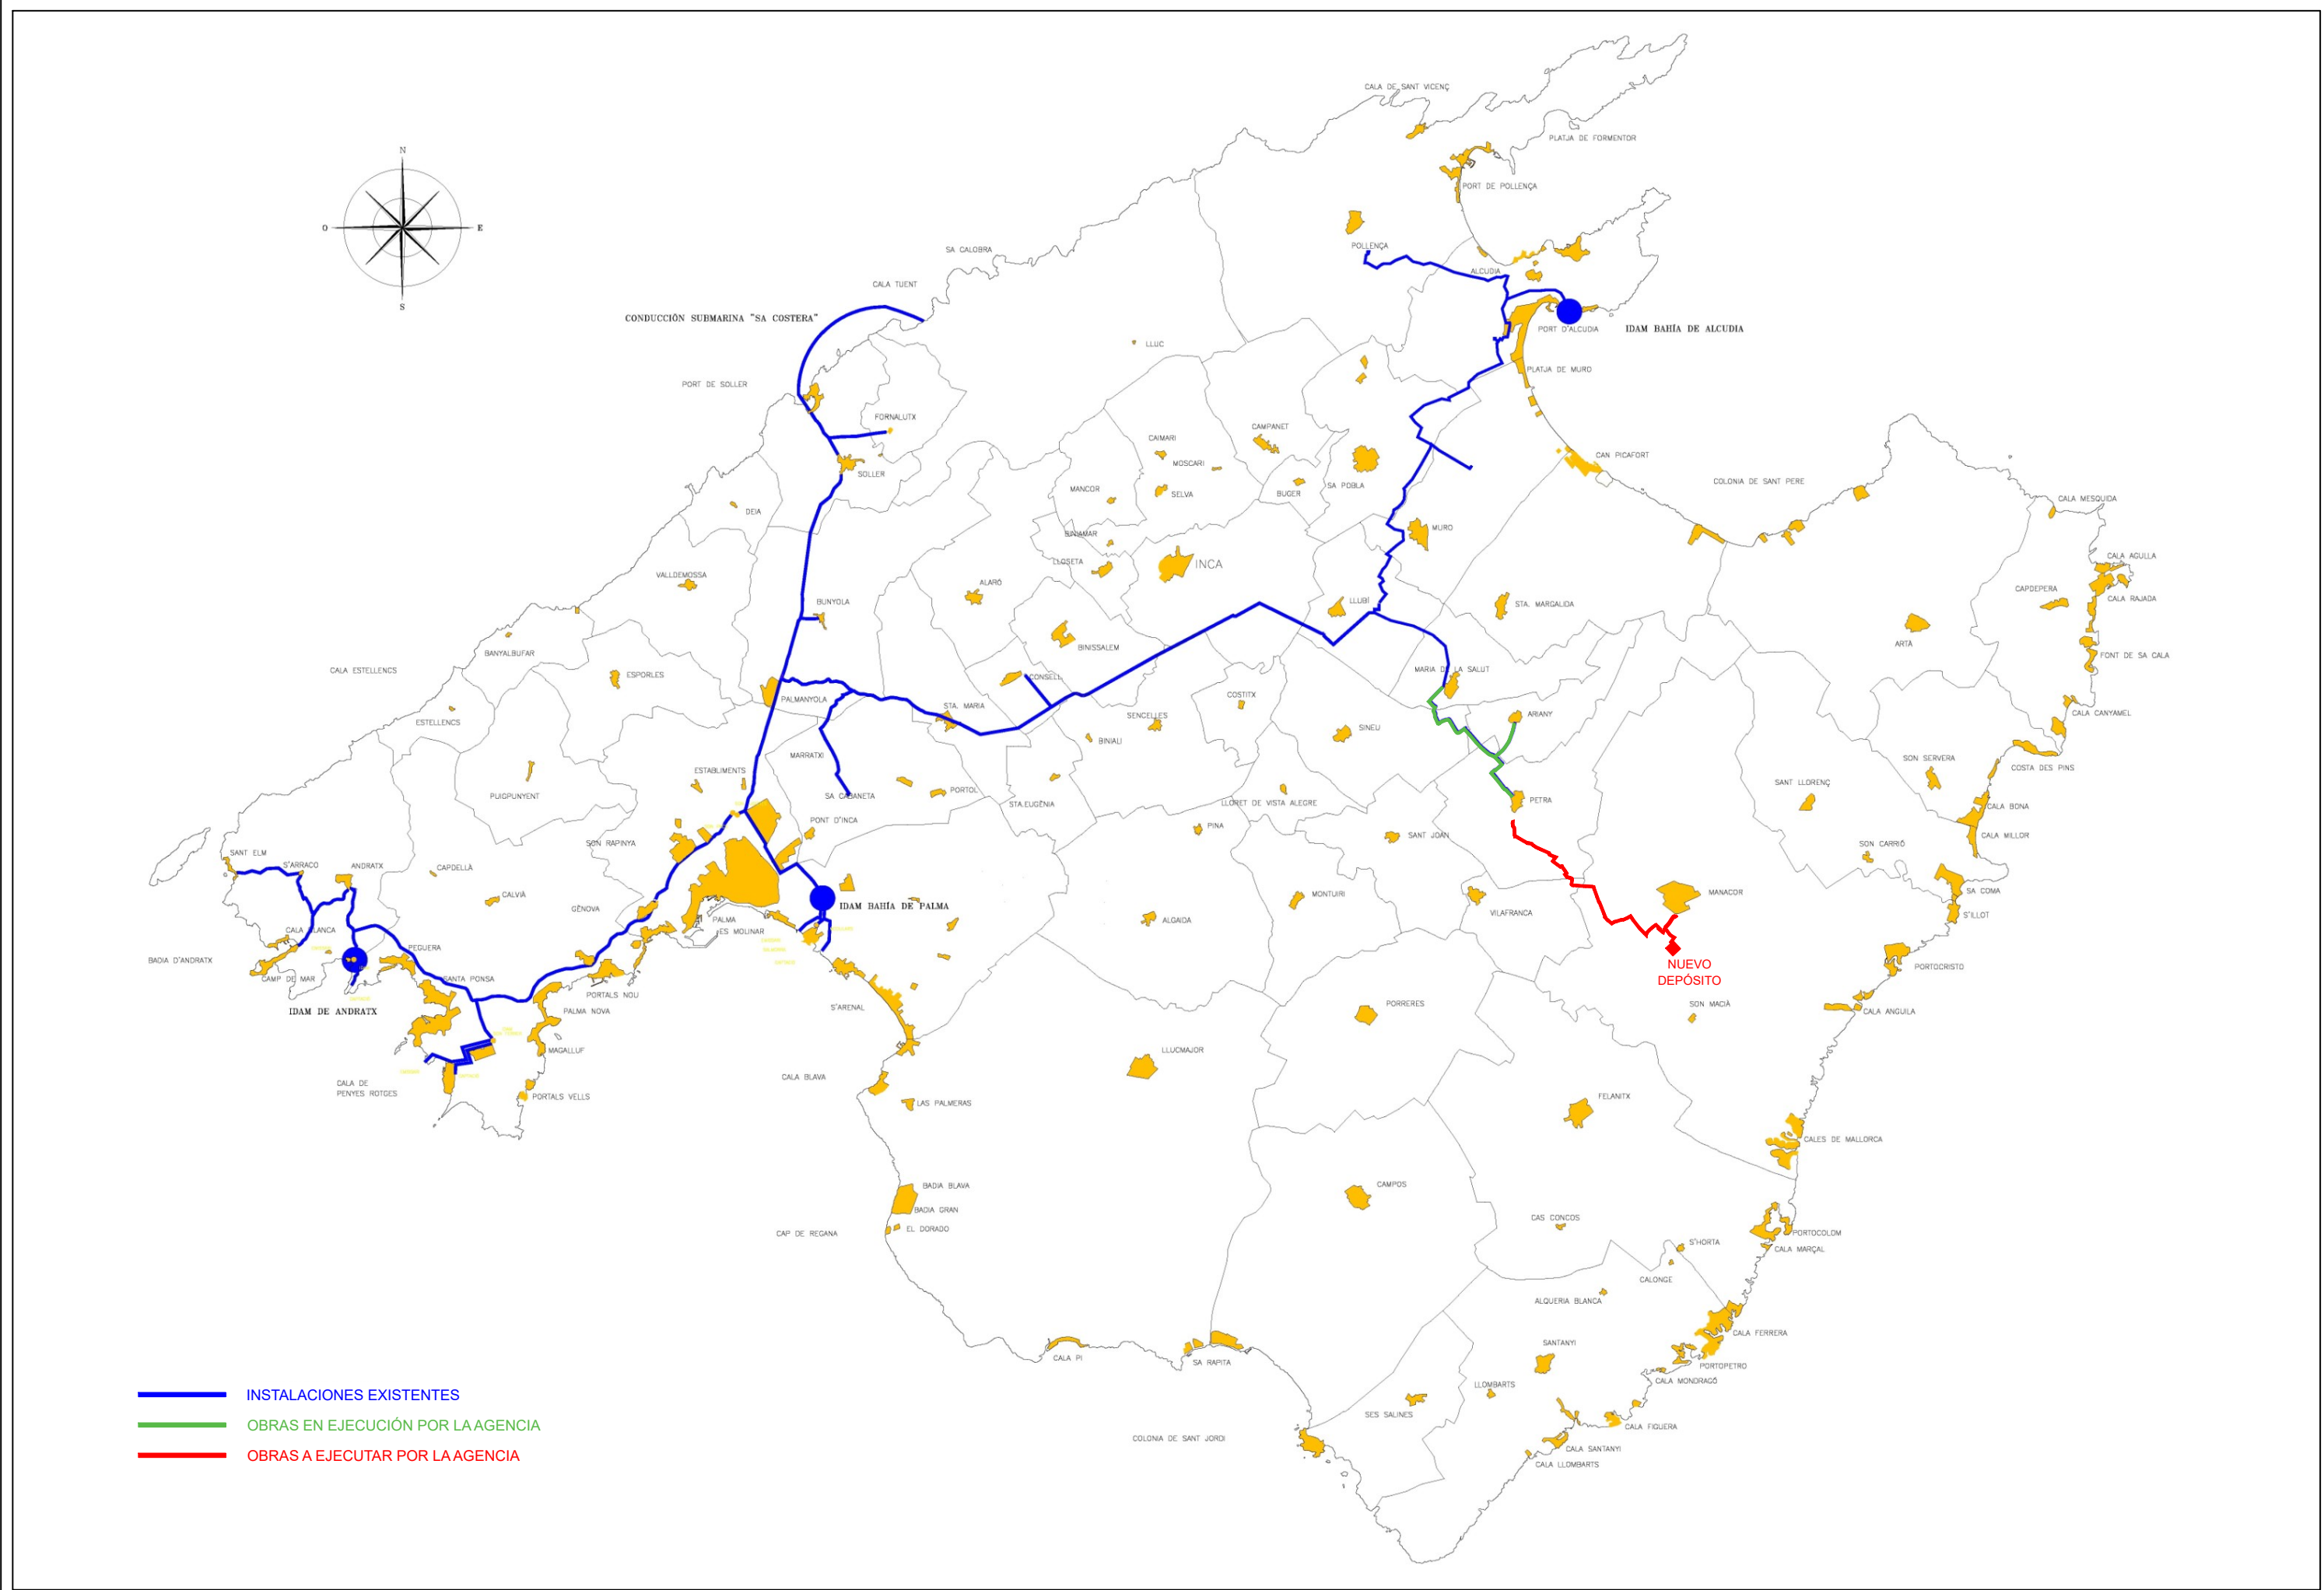 CALA DE SANT VICENÇ
PLATJA DE FORMENTOR
N
O
E
S
PORT DE POLLENÇA
POLLENÇA
SA CALOBRA
ALCUDIA
CALA TUENT
CONDUCCIÓN SUBMARINA "SA COSTERA"
PORT D'ALCUDIA
IDAM BAHÍA DE ALCUDIA
LLUC
PLATJA DE MURO
PORT DE SOLLER
FORNALUTX
CAMPANET
CAIMARI
MOSCARI
CAN PICAFORT
SOLLER
COLONIA DE SANT PERE
MANCOR
SELVA
BUGER
SA POBLA
CALA MESQUIDA
DEIA
MURO
BINIAMAR
LLOSETA
INCA
CALA AGULLA
VALLDEMOSSA
ALARÓ
CAPDEPERA
CALA RAJADA
BUNYOLA
LLUBÍ
STA. MARGALIDA
ARTÀ
BINISSALEM
BANYALBUFAR
FONT DE SA CALA
CALA ESTELLENCS
ESPORLES
CONSELL
MARIA DE LA SALUT
PALMANYOLA
COSTITX
STA. MARIA
SENCELLES
ARIANY
CALA CANYAMEL
ESTELLENCS
SINEU
BINIALI
MARRATXI
SON SERVERA
COSTA DES PINS
ESTABLIMENTS
SANT LLORENÇ
PUIGPUNYENT
SA CABANETA
PORTOL
STA.EUGÈNIA
LLORET DE VISTA ALEGRE
PETRA
CALA BONA
PONT D'INCA
PINA
SANT JOAN
CALA MILLOR
SON RAPINYA
SON CARRIÓ
SANT ELM
S'ARRACO
ANDRATX
CAPDELLÀ
CALVIÀ
MONTUIRI
MANACOR
SA COMA
GÈNOVA
IDAM BAHÍA DE PALMA
VILAFRANCA
S'ILLOT
PALMA
ALGAIDA
CALA BLANCA
ES MOLINAR
PEGUERA
BADIA D'ANDRATX
NUEVO
DEPÓSITO
PORTOCRISTO
CAMP DE MAR
SANTA PONSA
PORTALS NOU
IDAM DE ANDRATX
PALMA NOVA
S'ARENAL
PORRERES
SON MACIÀ
CALA ANGUILA
MAGALLUF
LLUCMAJOR
CALA BLAVA
CALA DE
PENYES ROTGES
PORTALS VELLS
LAS PALMERAS
FELANITX
CALES DE MALLORCA
BADIA BLAVA
CAMPOS
BADIA GRAN
CAS CONCOS
CAP DE REGANA
EL DORADO
PORTOCOLOM
S'HORTA
CALA MARÇAL
CALONGE
ALQUERIA BLANCA
CALA FERRERA
SANTANYI
CALA PI
SA RAPITA
PORTOPETRO
CALA MONDRAGÓ
LLOMBARTS
SES SALINES
CALA FIGUERA
COLONIA DE SANT JORDI
CALA SANTANYI
CALA LLOMBARTS
INSTALACIONES EXISTENTES
OBRAS EN EJECUCIÓN POR LA AGENCIA
OBRAS A EJECUTAR POR LA AGENCIA